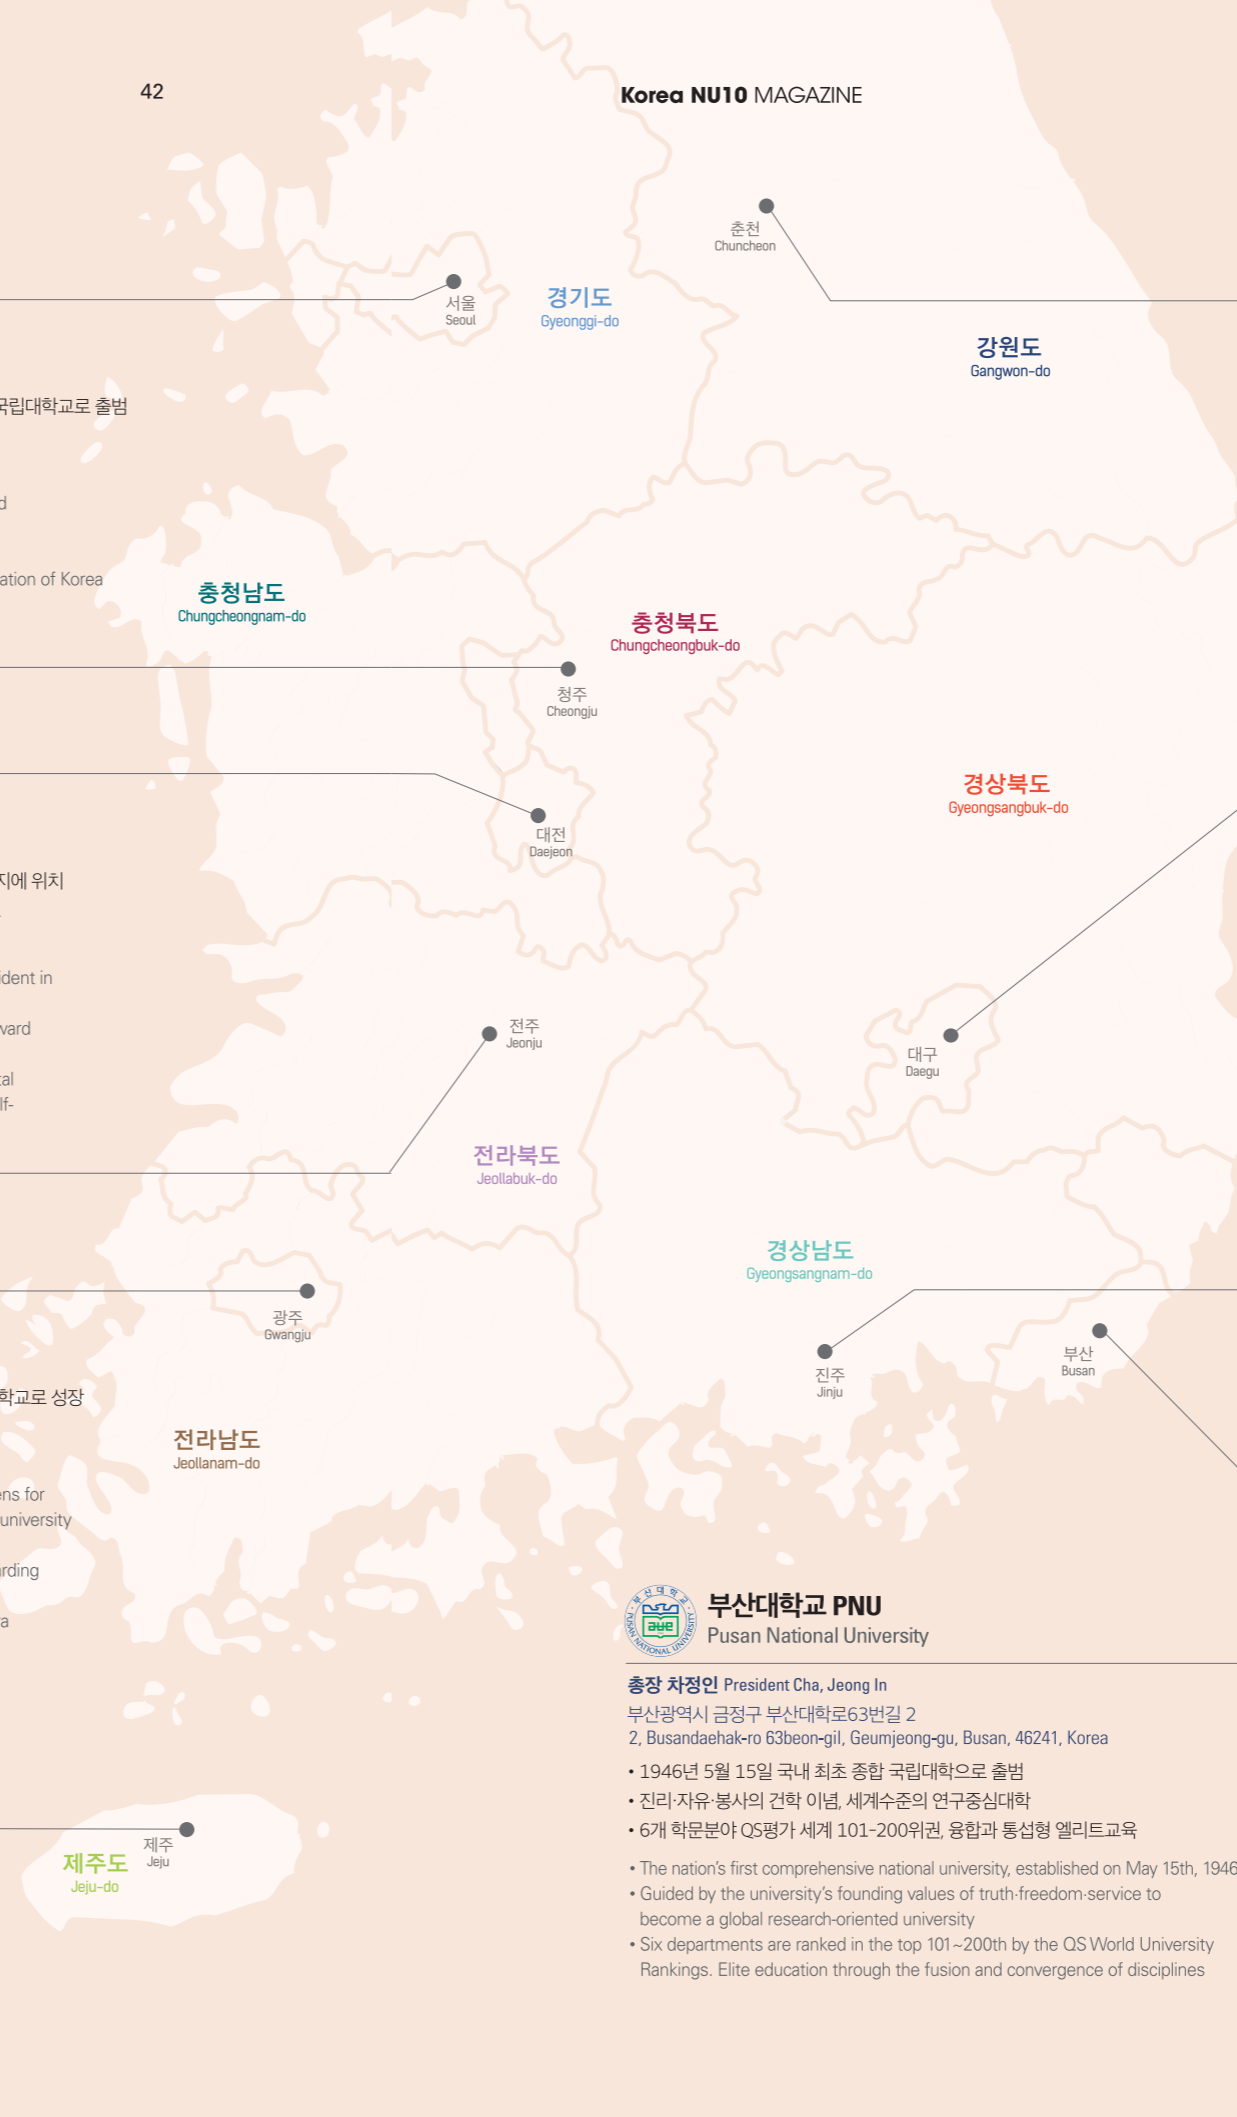 42
Korea NU10 MAGAZINE
춘천
Chuncheon
서울
Seoul
경기도
Gyeonggi-do
강원도
Gangwon-do
국립대학교로 출범
d
ation of Korea
충청남도
Chungcheongnam-do
충청북도
Chungcheongbuk-do
청주
Cheongju
경상북도
Gyeongsangbuk-do
대전
Daejeon
지에 위치
ident in
ward
tal
lf-
전주
Jeonju
대구
Daegu
전라북도
Jeollabuk-do
경상남도
Gyeongsangnam-do
광주
Gwangju
부산
Busan
진주
Jinju
학교로 성장
전라남도
Jeollanam-do
ens for
university
arding
부산대학교 PUSAN NATIONAL UNIVERSITY
부산대학교 PNU
Pusan National University
총장 차정인 President Cha, Jeong In
부산광역시 금정구 부산대학로63번길 2
2, Busandaehak-ro 63beon-gil, Geumjeong-gu, Busan, 46241, Korea
• 1946년 5월 15일 국내 최초 종합 국립대학으로 출범
• 진리·자유·봉사의 건학 이념, 세계수준의 연구중심대학
• 6개 학문분야 QS평가 세계 101-200위권, 융합과 통섭형 엘리트교육
• The nation's first comprehensive national university, established on May 15th, 1946
• Guided by the university's founding values of truth·freedom·service to
become a global research-oriented university
• Six departments are ranked in the top 101~200th by the QS World University
Rankings. Elite education through the fusion and convergence of disciplines
제주
Jeju
제주도
Jeju-do